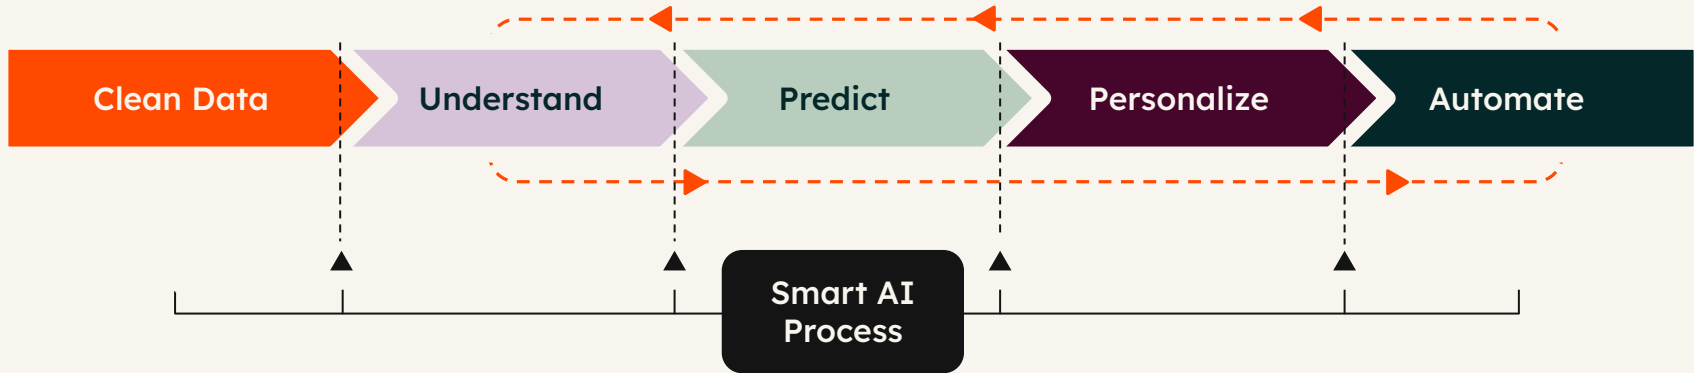 Clean Data
Understand
Predict
Personalize
Automate
Smart AI
Process